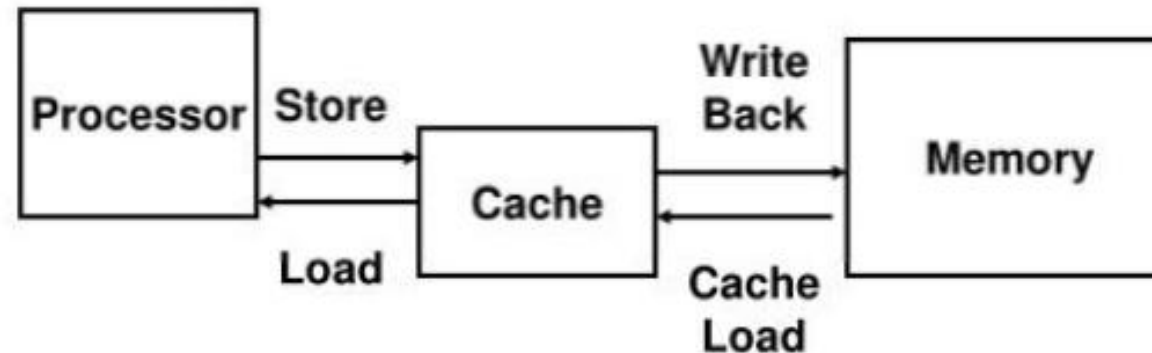 Processor
Store
Load
Cache
Write
Back
Cache
Load
Memory